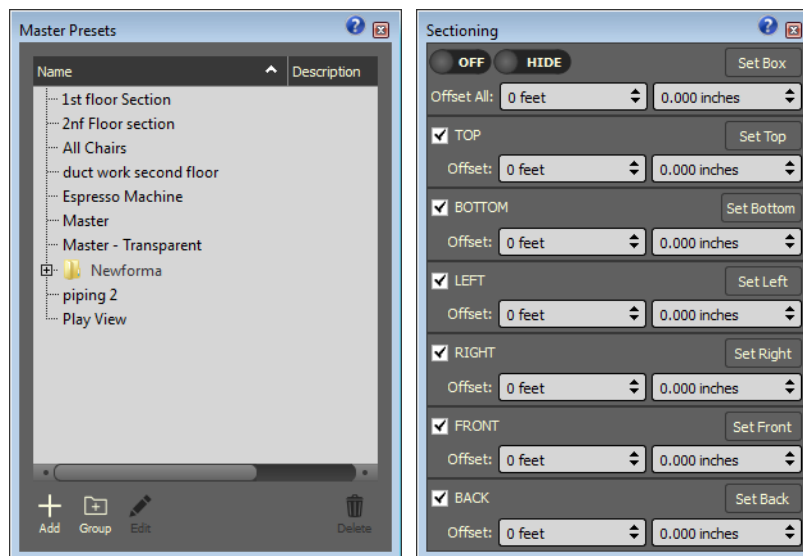 Master Presets
Name Description
1st floor Section
2nf Floor section
All Chairs
duct work second floor
Espresso Machine
Master
Master - Transparent
Newforma
piping 2
Play View
Add Group Edit Delete
Sectioning
OFF HIDE Set Box
Offset All: 0 feet 0.000 inches
TOP Set Top
Offset: 0 feet 0.000 inches
BOTTOM Set Bottom
Offset: 0 feet 0.000 inches
LEFT Set Left
Offset: 0 feet 0.000 inches
RIGHT Set Right
Offset: 0 feet 0.000 inches
FRONT Set Front
Offset: 0 feet 0.000 inches
BACK Set Back
Offset: 0 feet 0.000 inches